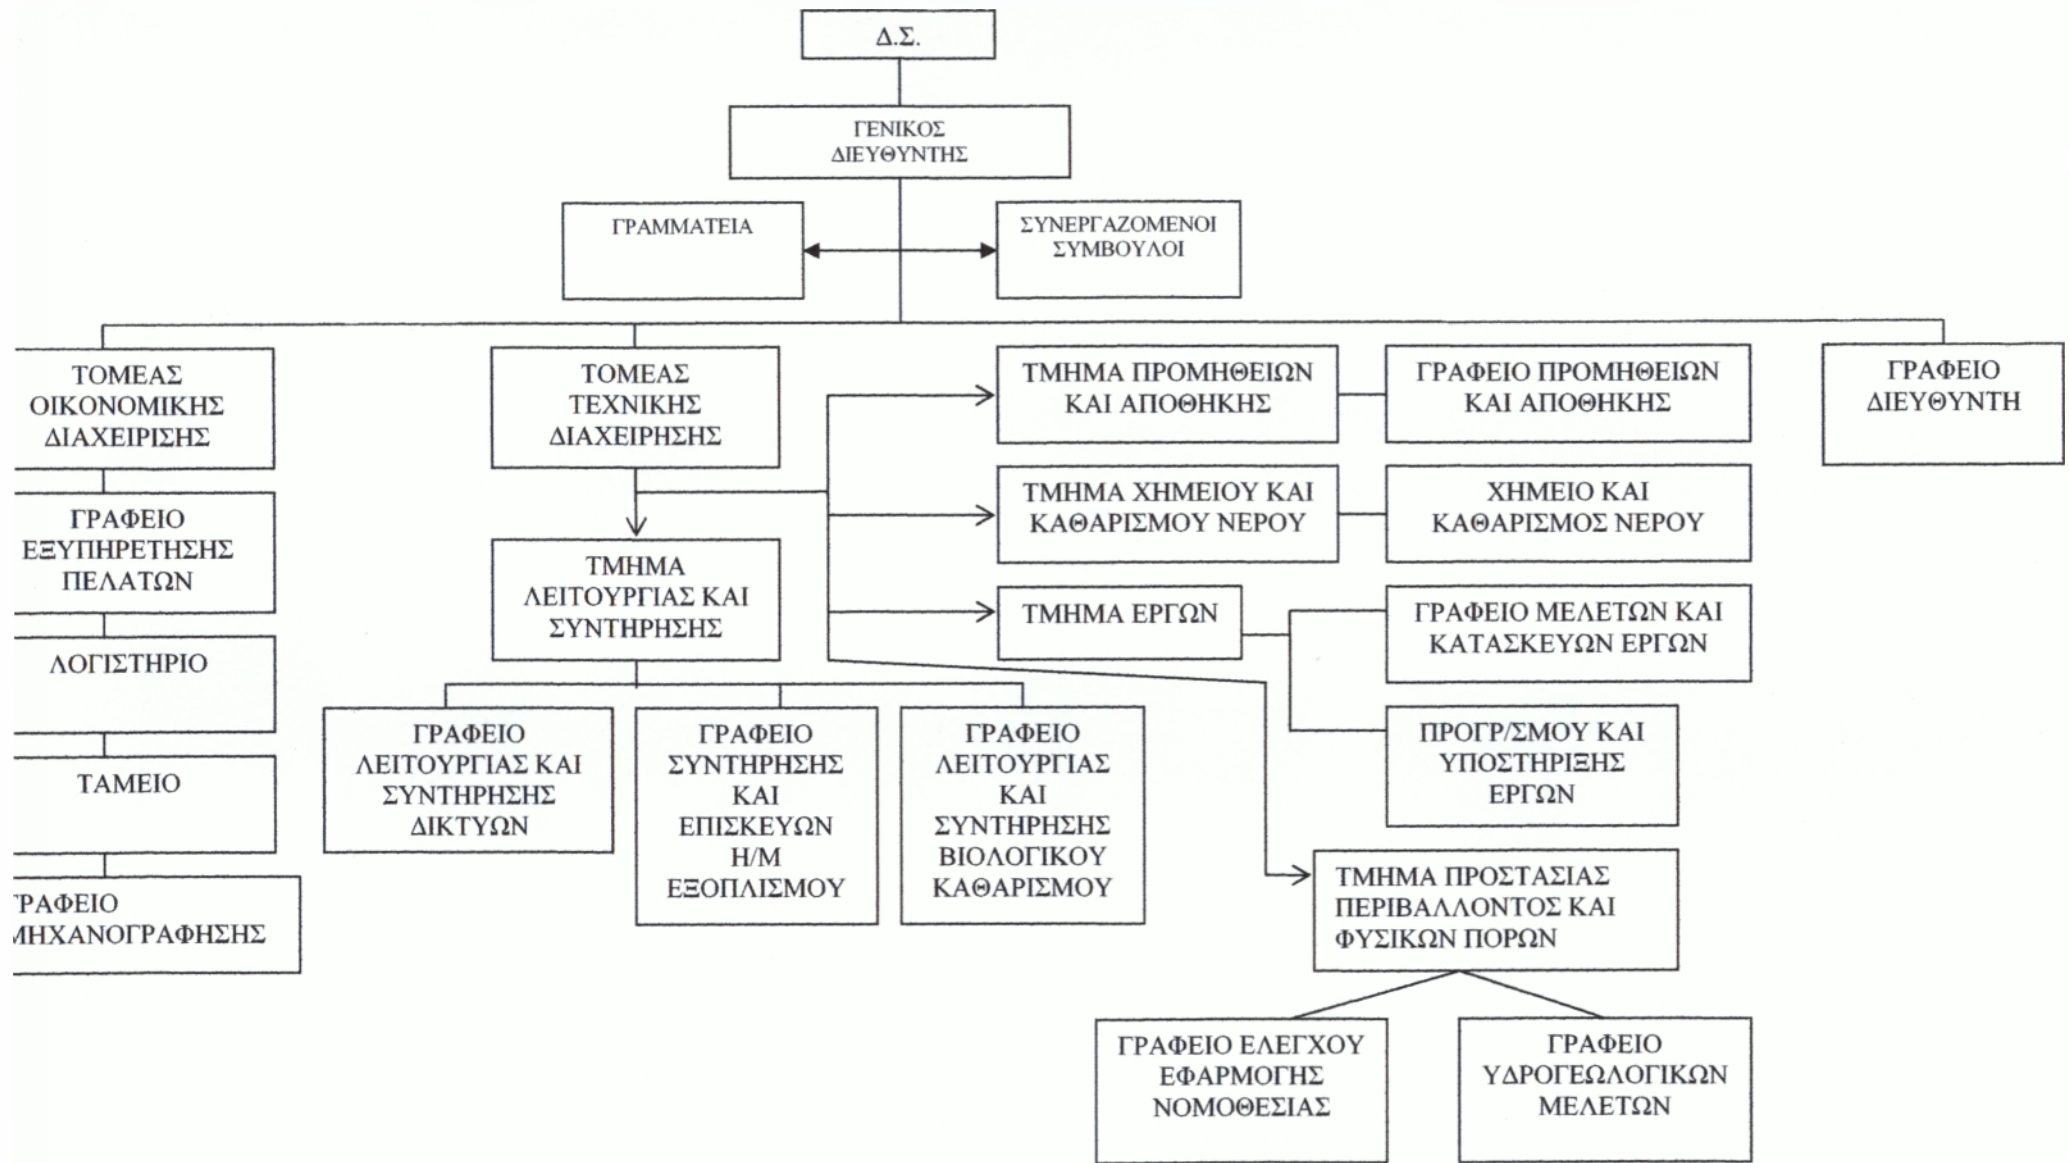 Δ.Σ.
ΓΕΝΙΚΟΣ
ΔΙΕΥΘΥΝΤΗΣ
ΓΡΑΜΜΑΤΕΙΑ
ΣΥΝΕΡΓΑΖΟΜΕΝΟΙ
ΣΥΜΒΟΥΛΟΙ
ΤΟΜΕΑΣ
ΟΙΚΟΝΟΜΙΚΗΣ
ΔΙΑΧΕΙΡΙΣΗΣ
ΓΡΑΦΕΙΟ
ΕΞΥΠΗΡΕΤΗΣΗΣ
ΠΕΛΑΤΩΝ
ΛΟΓΙΣΤΗΡΙΟ
ΤΑΜΕΙΟ
ΓΡΑΦΕΙΟ
ΜΗΧΑΝΟΓΡΑΦΗΣΗΣ
ΤΟΜΕΑΣ
ΤΕΧΝΙΚΗΣ
ΔΙΑΧΕΙΡΗΣΗΣ
ΤΜΗΜΑ
ΛΕΙΤΟΥΡΓΙΑΣ ΚΑΙ
ΣΥΝΤΗΡΗΣΗΣ
ΓΡΑΦΕΙΟ
ΛΕΙΤΟΥΡΓΙΑΣ ΚΑΙ
ΣΥΝΤΗΡΗΣΗΣ
ΔΙΚΤΥΩΝ
ΓΡΑΦΕΙΟ
ΣΥΝΤΗΡΗΣΗΣ
ΚΑΙ
ΕΠΙΣΚΕΥΩΝ
Η/Μ
ΕΞΟΠΛΙΣΜΟΥ
ΓΡΑΦΕΙΟ
ΛΕΙΤΟΥΡΓΙΑΣ
ΚΑΙ
ΣΥΝΤΗΡΗΣΗΣ
ΒΙΟΛΟΓΙΚΟΥ
ΚΑΘΑΡΙΣΜΟΥ
ΤΜΗΜΑ ΠΡΟΜΗΘΕΙΩΝ
ΚΑΙ ΑΠΟΘΗΚΗΣ
ΓΡΑΦΕΙΟ ΠΡΟΜΗΘΕΙΩΝ
ΚΑΙ ΑΠΟΘΗΚΗΣ
ΤΜΗΜΑ ΧΗΜΕΙΟΥ ΚΑΙ
ΚΑΘΑΡΙΣΜΟΥ ΝΕΡΟΥ
ΧΗΜΕΙΟ ΚΑΙ
ΚΑΘΑΡΙΣΜΟΣ ΝΕΡΟΥ
ΤΜΗΜΑ ΕΡΓΩΝ
ΓΡΑΦΕΙΟ ΜΕΛΕΤΩΝ ΚΑΙ
ΚΑΤΑΣΚΕΥΩΝ ΕΡΓΩΝ
ΠΡΟΓΡ/ΣΜΟΥ ΚΑΙ
ΥΠΟΣΤΗΡΙΞΗΣ
ΕΡΓΩΝ
ΤΜΗΜΑ ΠΡΟΣΤΑΣΙΑΣ
ΠΕΡΙΒΑΛΛΟΝΤΟΣ ΚΑΙ
ΦΥΣΙΚΩΝ ΠΟΡΩΝ
ΓΡΑΦΕΙΟ ΕΛΕΓΧΟΥ
ΕΦΑΡΜΟΓΗΣ
ΝΟΜΟΘΕΣΙΑΣ
ΓΡΑΦΕΙΟ
ΥΔΡΟΓΕΩΛΟΓΙΚΩΝ
ΜΕΛΕΤΩΝ
ΓΡΑΦΕΙΟ
ΔΙΕΥΘΥΝΤΗ